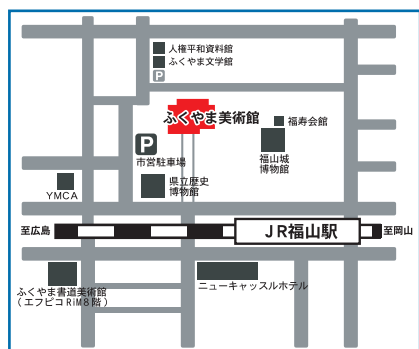 人権平和資料館
ふくやま文学館
P
ふくやま美術館
福寿会館
P
市営駐車場
福山城
博物館
県立歴史
博物館
YMCA
至広島
JR福山駅
至岡山
ふくやま書道美術館
(エフピコRiM8階)
ニューキャッスルホテル